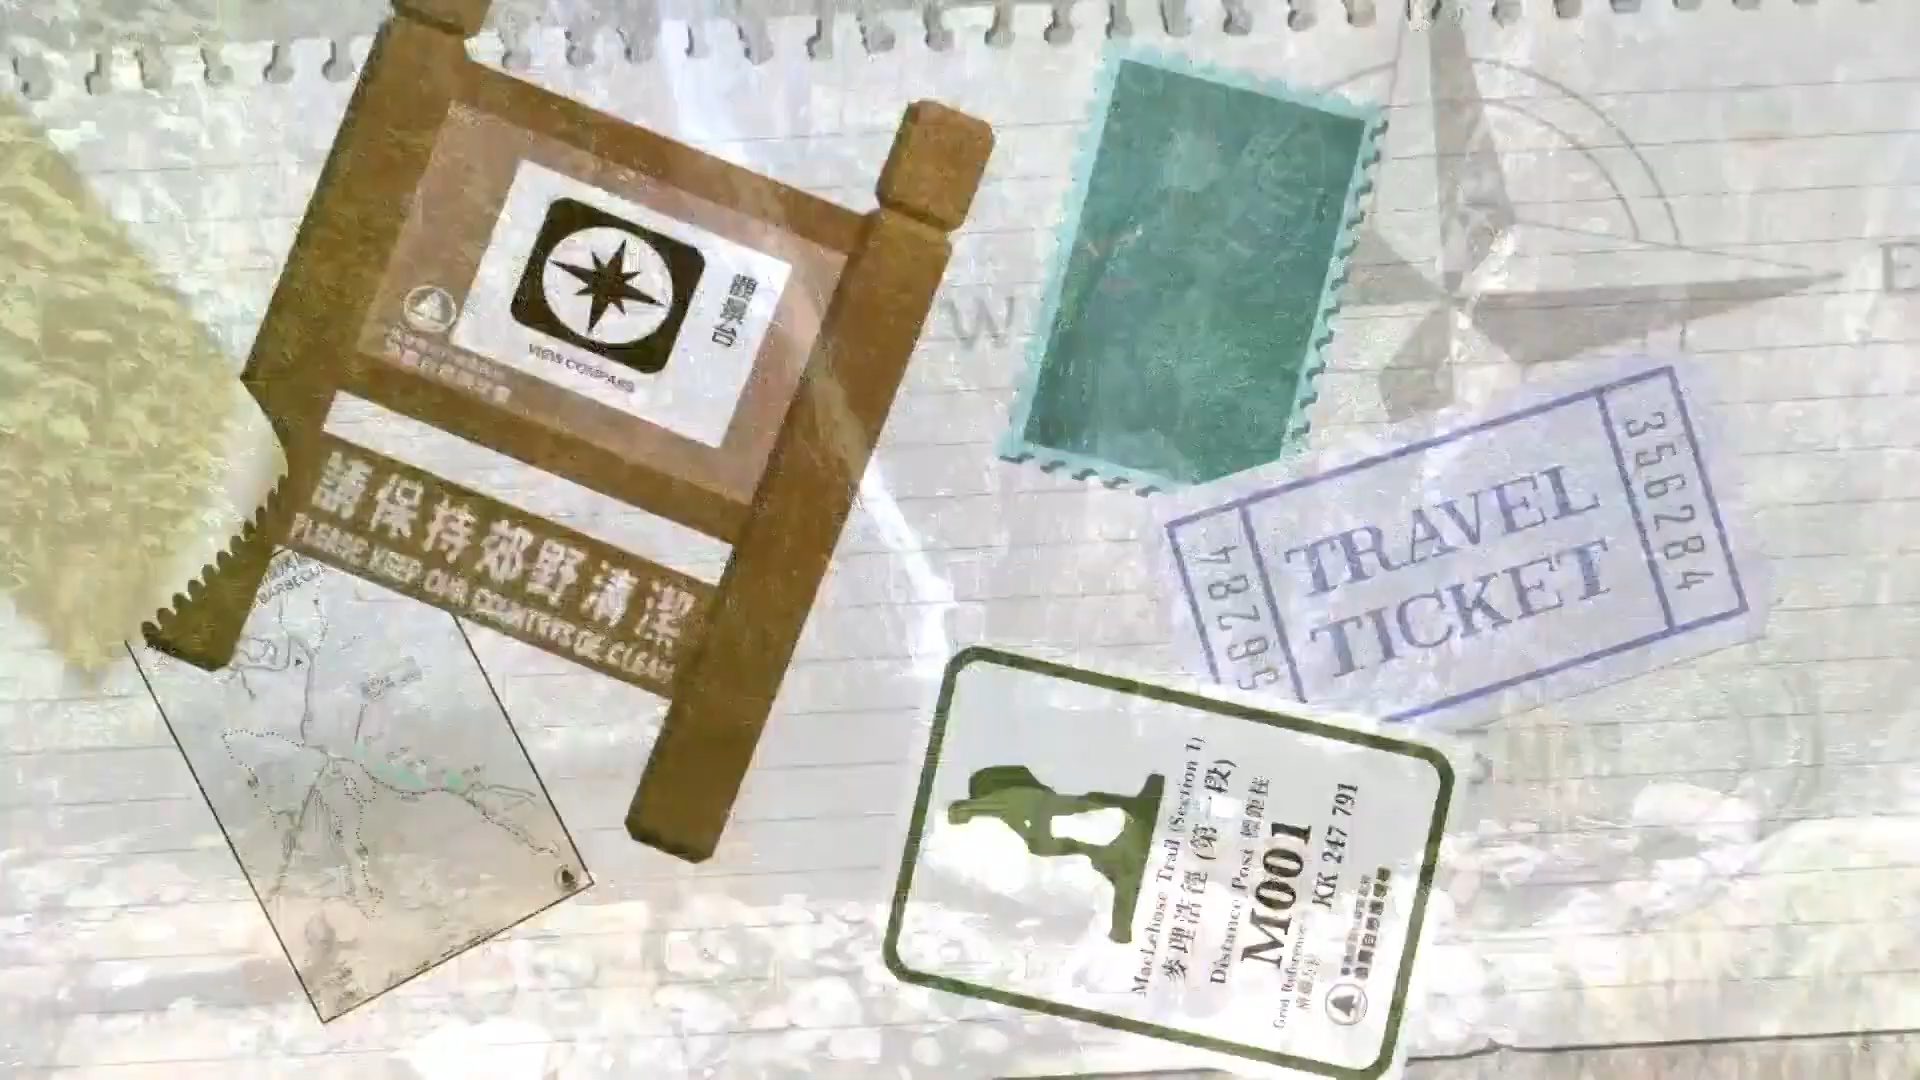 觀景台
VIEW COMPASS
請保持郊野清潔
PLEASE KEEP OUR COUNTRYSIDE CLEAN
W
E
TRAVEL
TICKET
356284
356284
MacLehose Trail (Section 1)
麥理浩徑 (第一段)
Distance Post 標距柱
M001
Grid Reference
KK 247 791